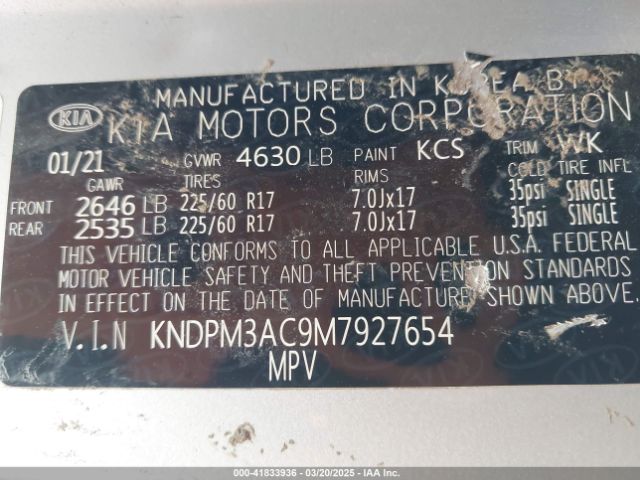 MANUFACTURED IN KOREA BY
KIA KIA MOTORS CORPORATION
01/21 GVWR 4630 LB PAINT KCS TRIM WK
GAWR TIRES RIMS COLD TIRE INFL
FRONT 2646 LB 225/60 R17 7.0Jx17 35psi SINGLE
REAR 2535 LB 225/60 R17 7.0Jx17 35psi SINGLE
THIS VEHICLE CONFORMS TO ALL APPLICABLE U.S.A. FEDERAL
MOTOR VEHICLE SAFETY AND THEFT PREVENTION STANDARDS
IN EFFECT ON THE DATE OF MANUFACTURE SHOWN ABOVE.
V.I.N KNDPM3AC9M7927654
MPV
000-41833936 - 03/20/2025 - IAA Inc.